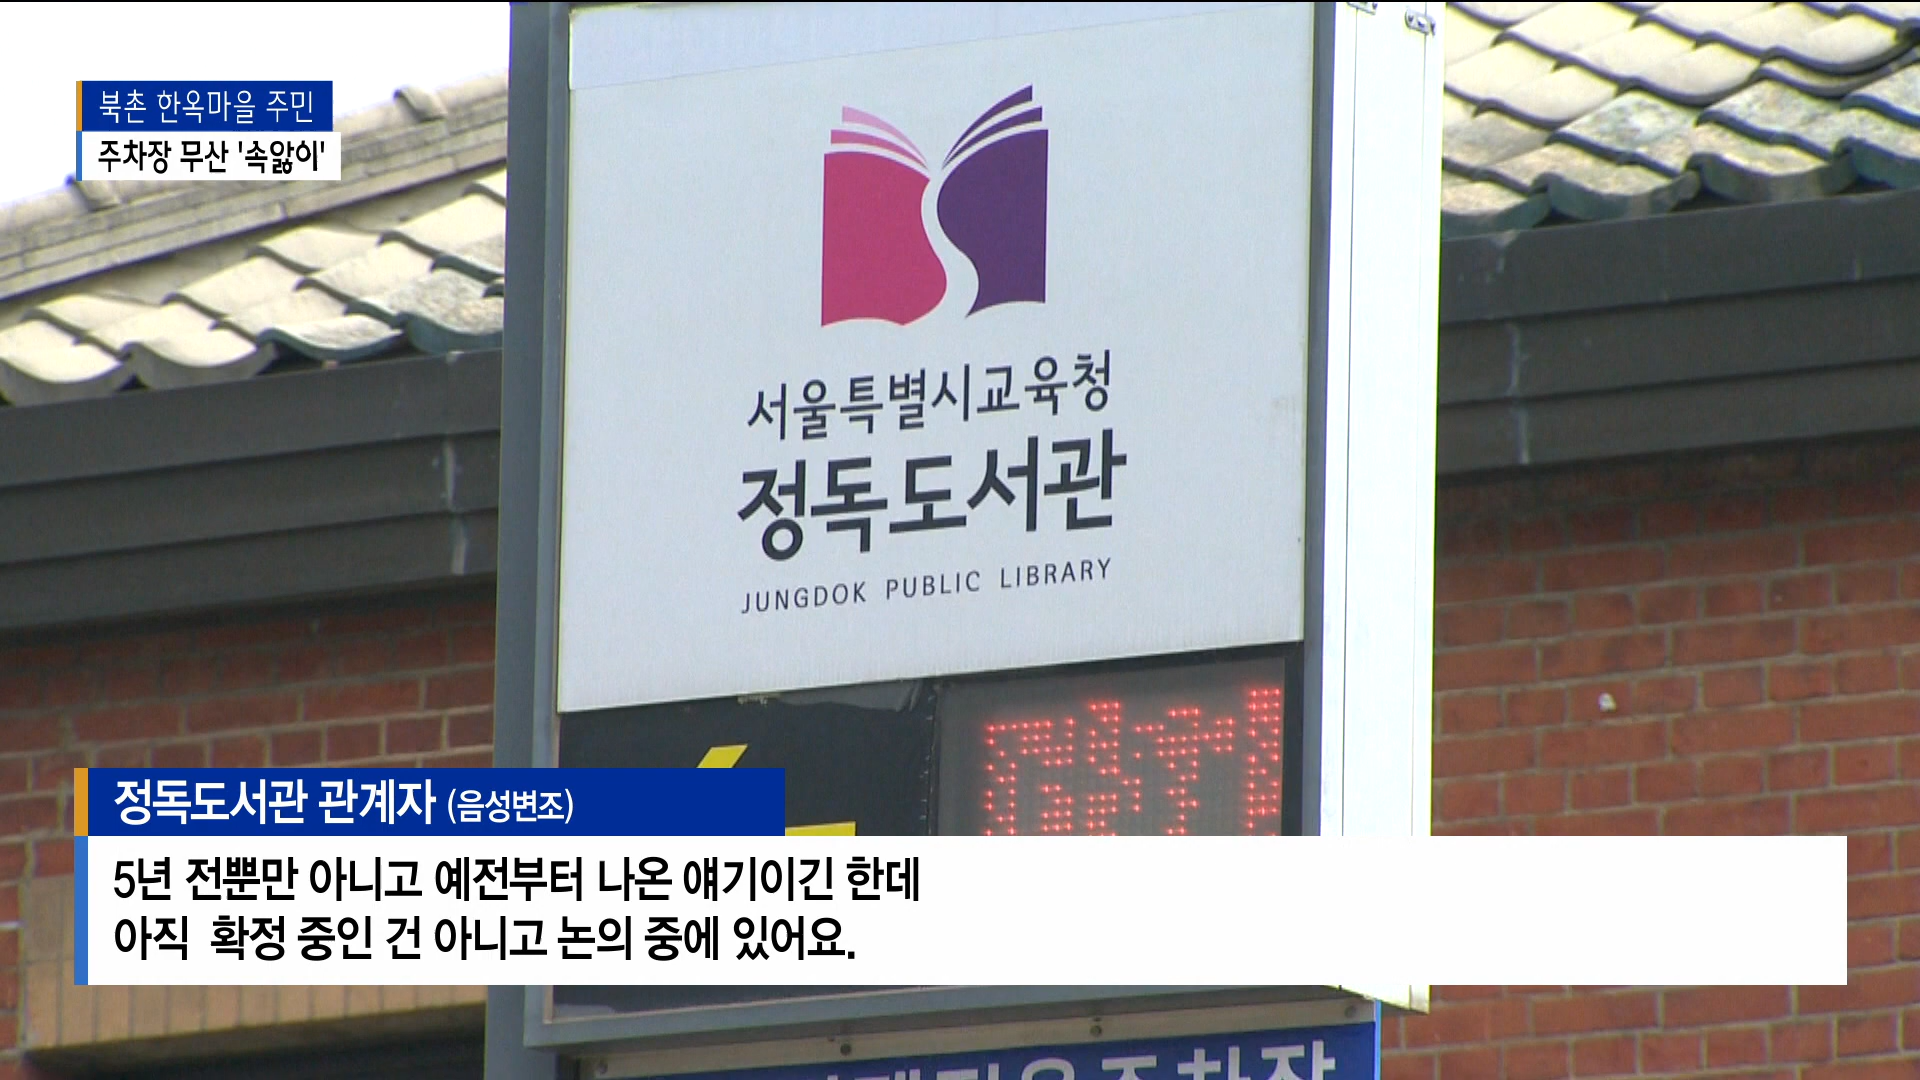 북촌 한옥마을 주민
주차장 무산 '속앓이'
서울특별시교육청
정독도서관
JUNGDOK PUBLIC LIBRARY
정독도서관 관계자 (음성변조)
5년 전뿐만 아니고 예전부터 나온 얘기이긴 한데
아직 확정 중인 건 아니고 논의 중에 있어요.